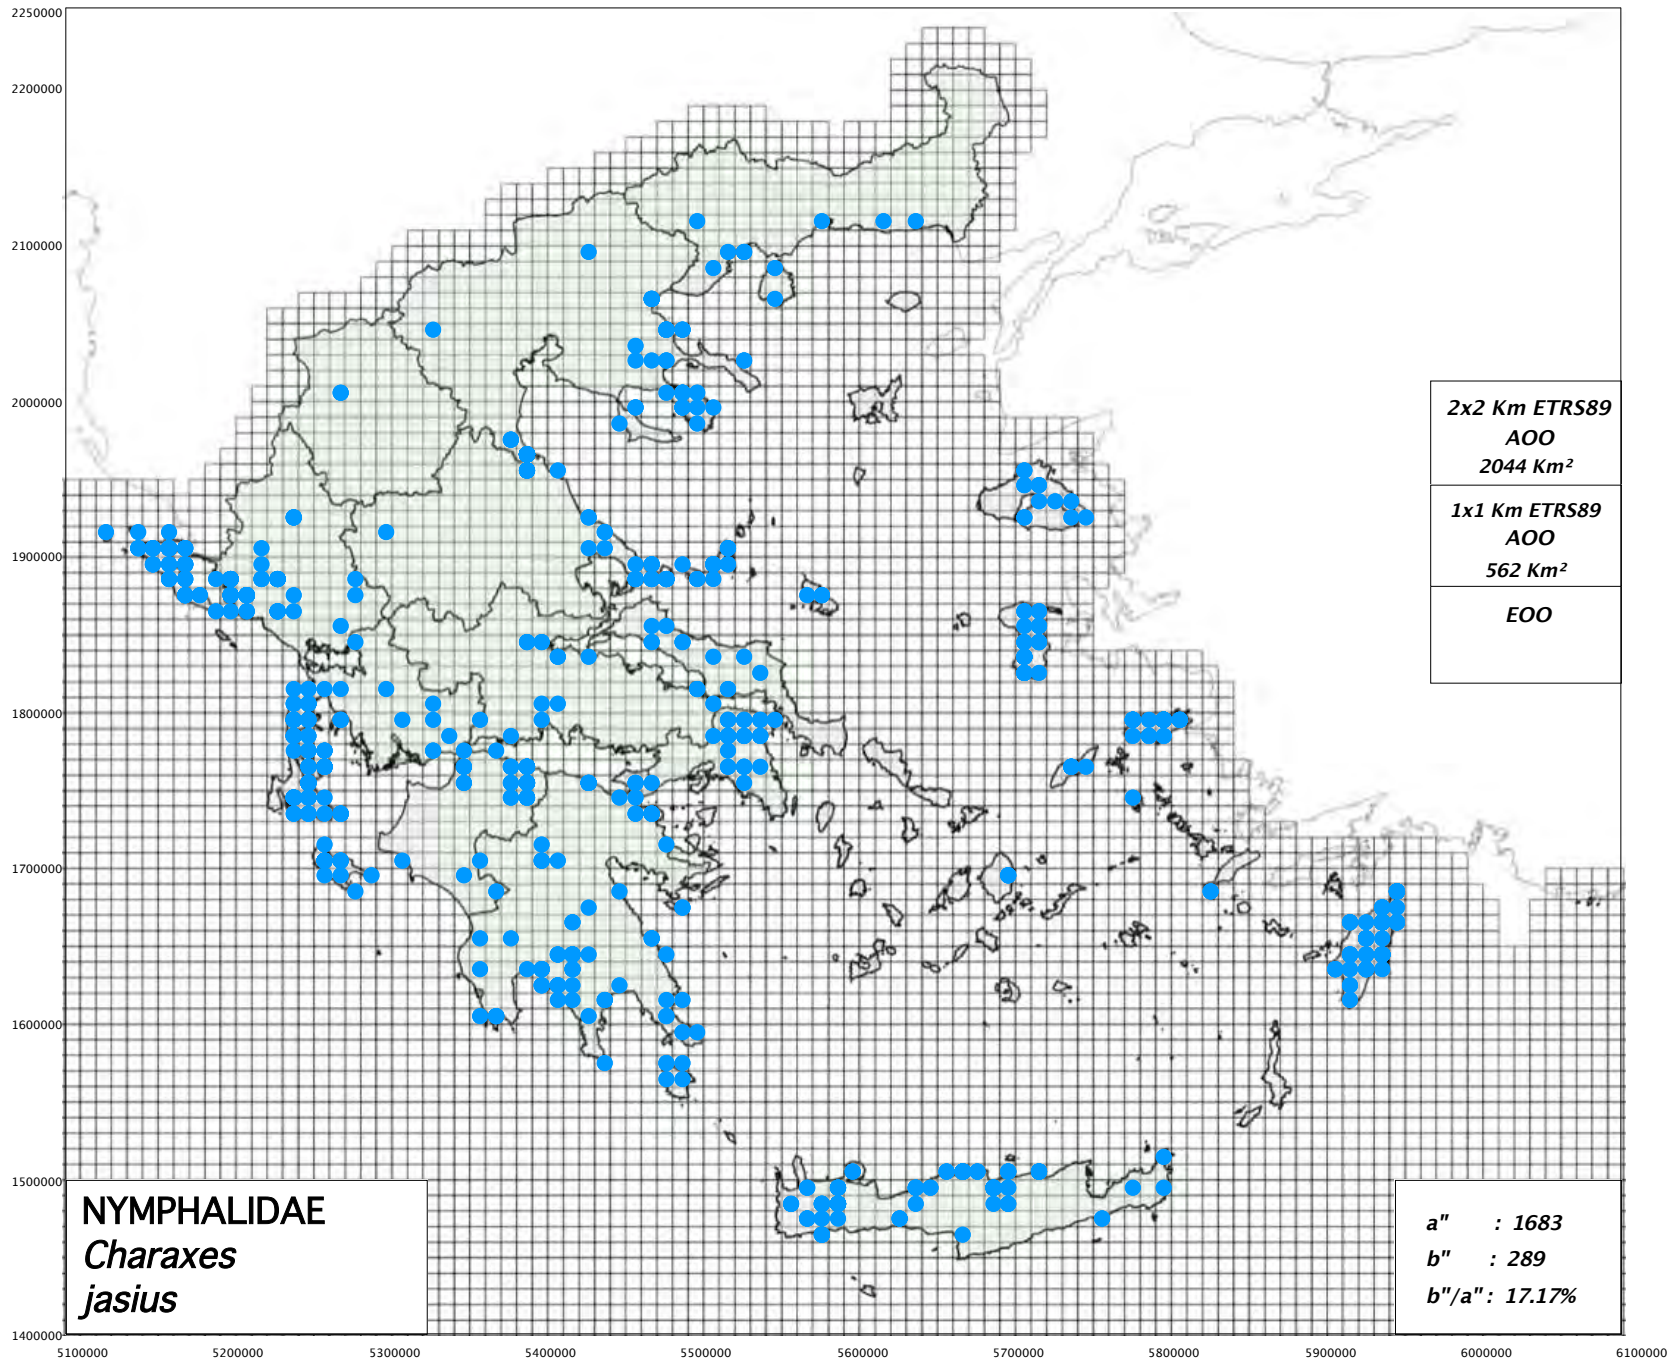 2250000
2200000
2100000
2000000
1900000
1800000
1700000
1600000
1500000
1400000
2x2 Km ETRS89
AOO
2044 Km²
1x1 Km ETRS89
AOO
562 Km²
EOO
NYMPHALIDAE
Charaxes
jasius
a" : 1683
b" : 289
b"/a" : 17.17%
5100000 5200000 5300000 5400000 5500000 5600000 5700000 5800000 5900000 6000000 6100000